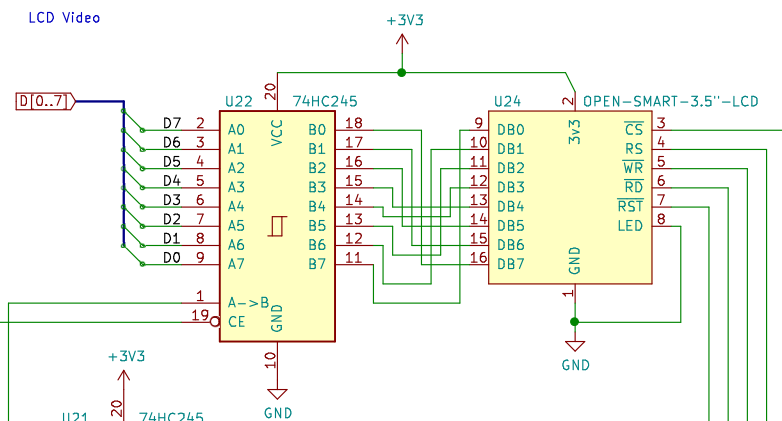 LCD Video
+3V3
D[0..7]
U22 74HC245
20
VCC
D7 2 A0 B0 18
D6 3 A1 B1 17
D5 4 A2 B2 16
D4 5 A3 B3 15
D3 6 A4 B4 14
D2 7 A5 B5 13
D1 8 A6 B6 12
D0 9 A7 B7 11
1 A->B
19 CE
GND
10
GND
U24 OPEN-SMART-3.5"-LCD
2
3v3
9 DB0 CS 3
10 DB1 RS 4
11 DB2 WR 5
12 DB3 RD 6
13 DB4 RST 7
14 DB5 LED 8
15 DB6
16 DB7
GND
1
GND
+3V3
20
U21 74HC245